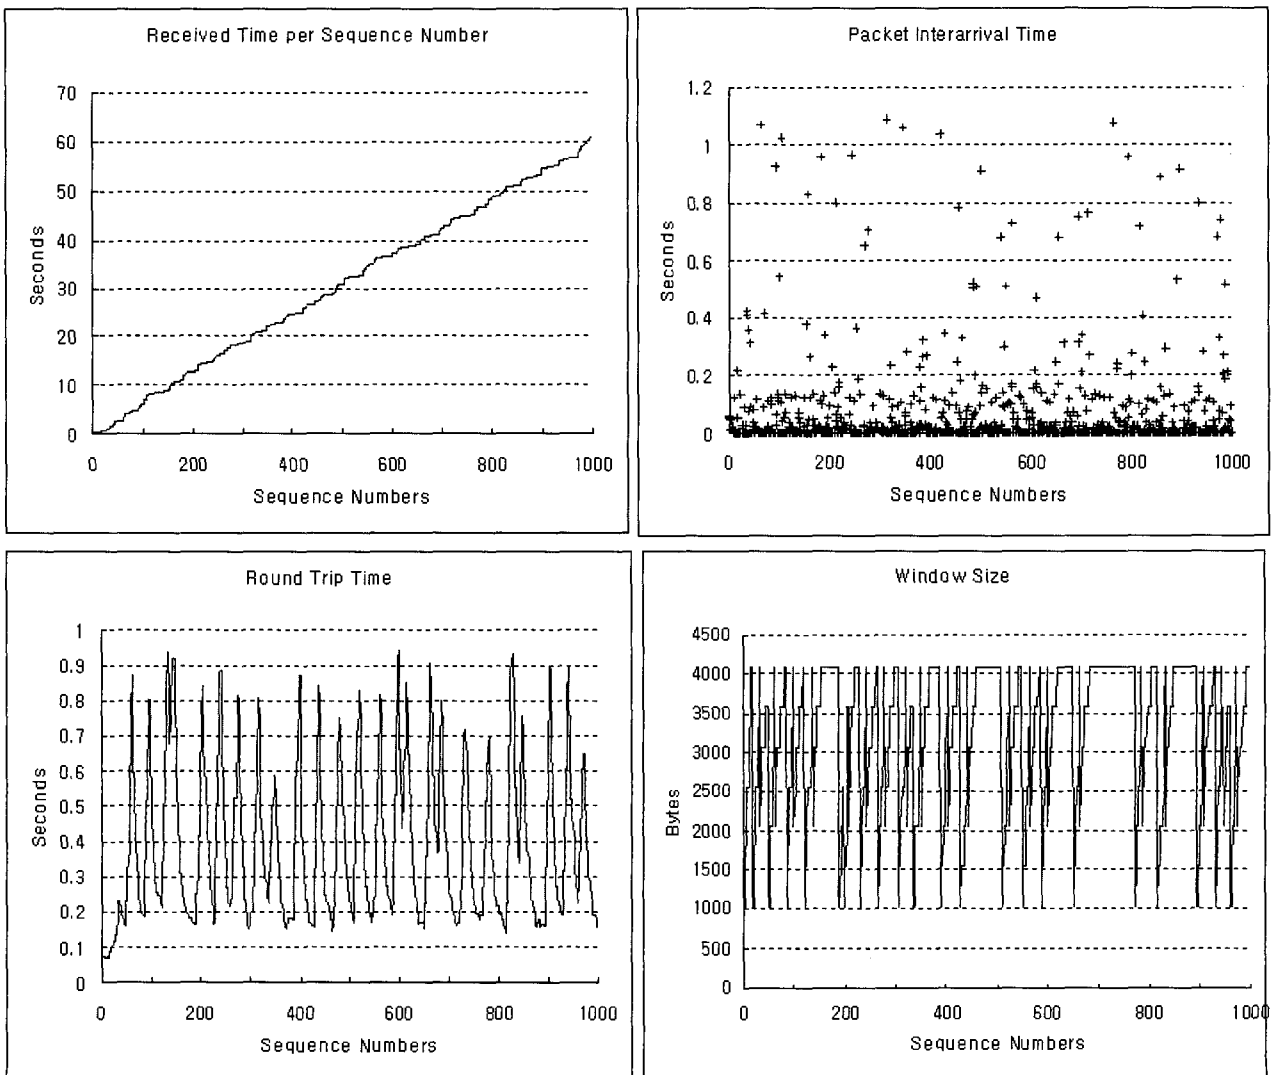 Received Time per Sequence Number
70
60
50
40
30
20
10
0
Seconds
0 200 400 600 800 1000
Sequence Numbers
Packet Interarrival Time
1.2
1
0.8
0.6
0.4
0.2
0
Seconds
0 200 400 600 800 1000
Sequence Numbers
Round Trip Time
1
0.9
0.8
0.7
0.6
0.5
0.4
0.3
0.2
0.1
0
Seconds
0 200 400 600 800 1000
Sequence Numbers
Window Size
4500
4000
3500
3000
2500
2000
1500
1000
500
0
Bytes
0 200 400 600 800 1000
Sequence Numbers